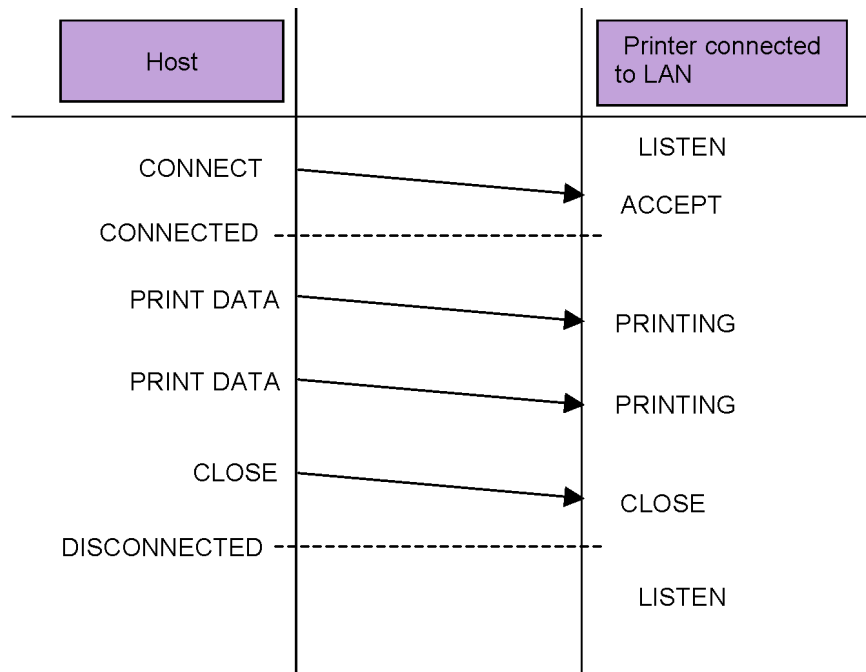 Host
Printer connected
to LAN
LISTEN
CONNECT
ACCEPT
CONNECTED
PRINT DATA
PRINTING
PRINT DATA
PRINTING
CLOSE
CLOSE
DISCONNECTED
LISTEN